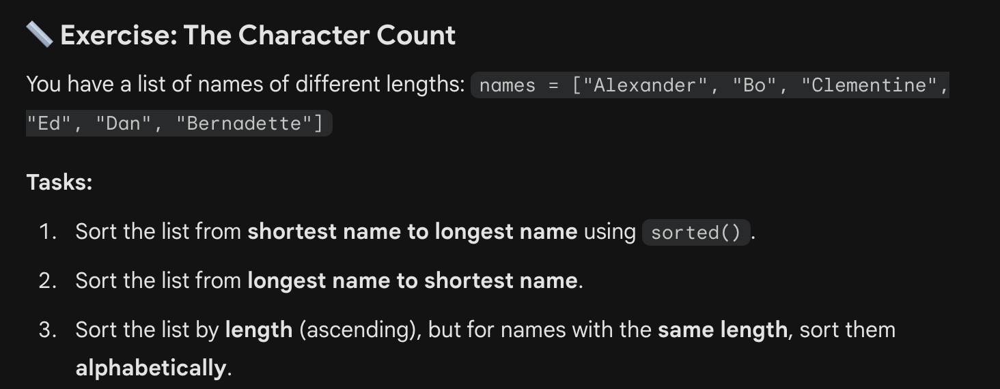 Exercise: The Character Count
You have a list of names of different lengths: names = ["Alexander", "Bo", "Clementine",
"Ed", "Dan", "Bernadette"]
Tasks:
1. Sort the list from shortest name to longest name using sorted().
2. Sort the list from longest name to shortest name.
3. Sort the list by length (ascending), but for names with the same length, sort them
alphabetically.